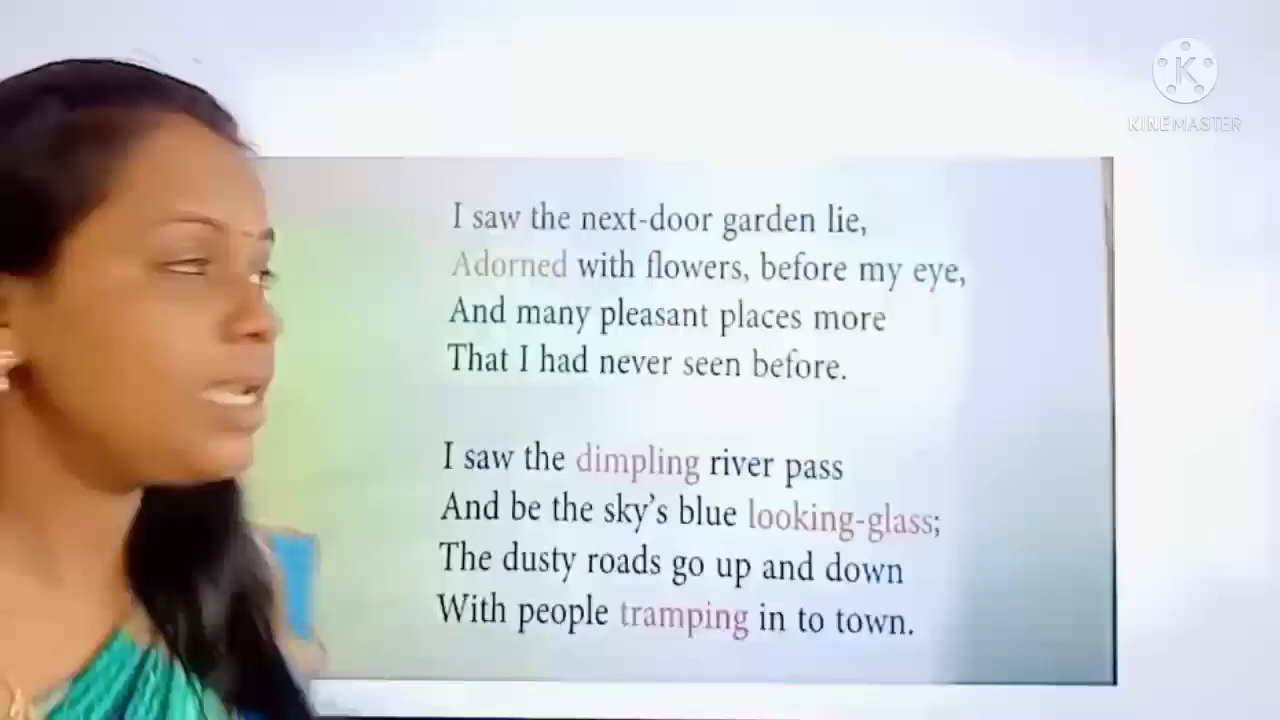 KINEMASTER
I saw the next-door garden lie,
Adorned with flowers, before my eye,
And many pleasant places more
That I had never seen before.
I saw the dimpling river pass
And be the sky's blue looking-glass;
The dusty roads go up and down
With people tramping in to town.